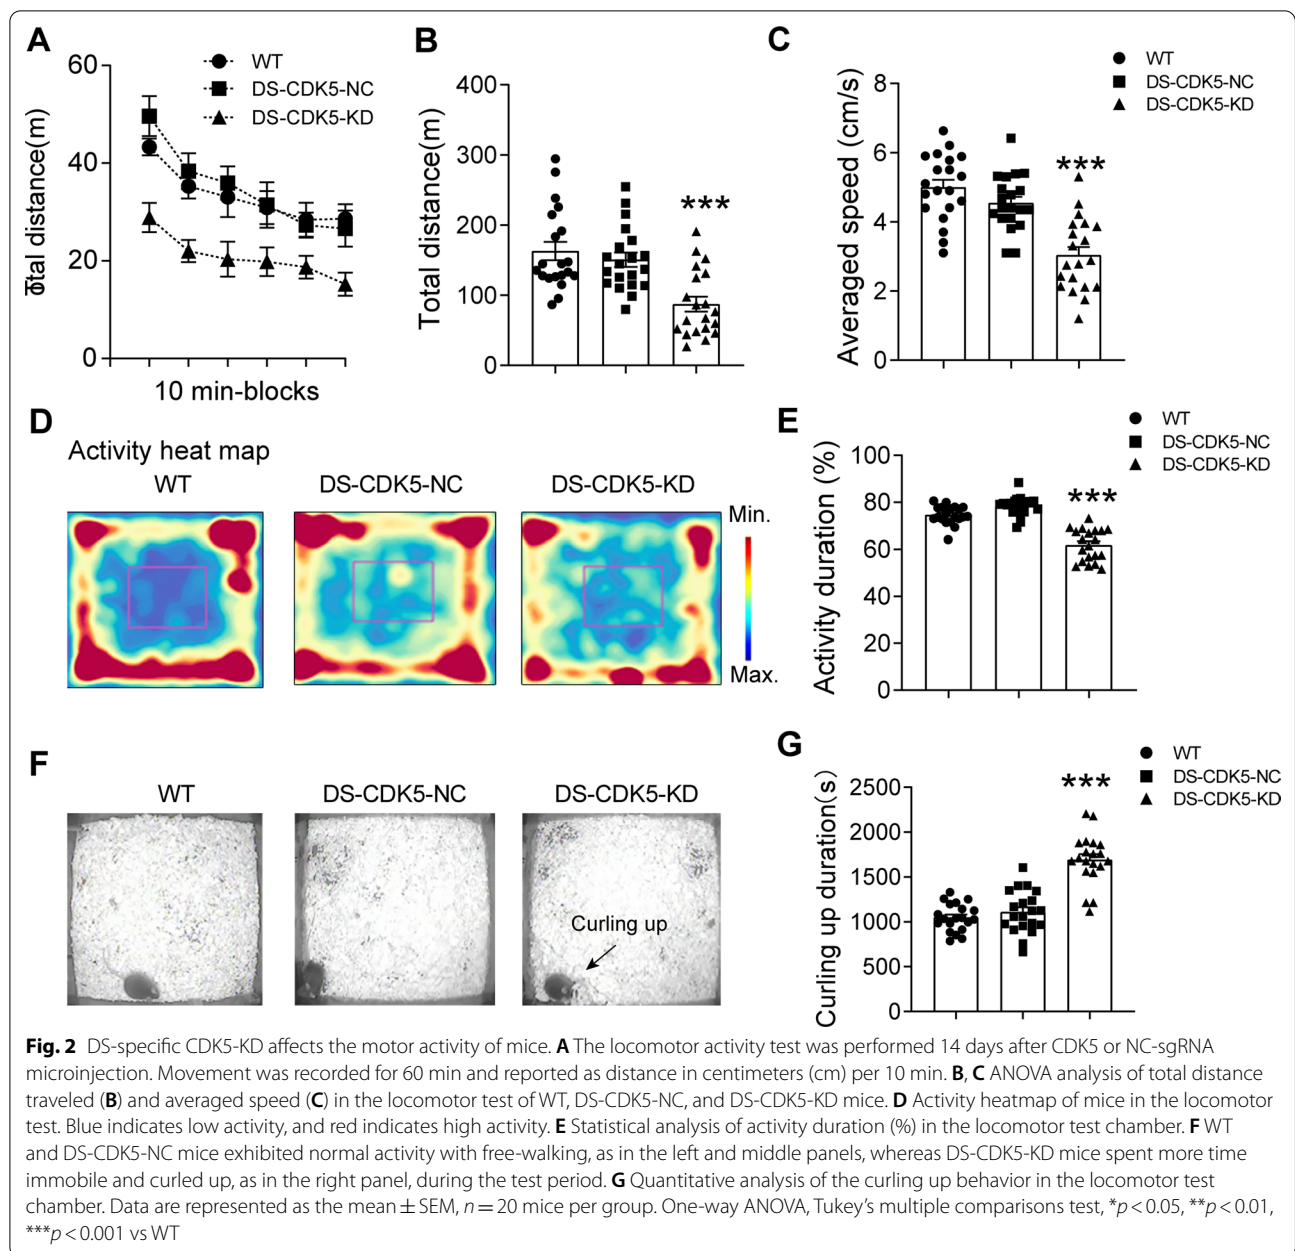 A
WT
DS-CDK5-NC
DS-CDK5-KD
Total distance(m)
60
40
20
0
10 min-blocks
B
Total distance(m)
400
300
200
100
0
***
C
WT
DS-CDK5-NC
DS-CDK5-KD
Averaged speed (cm/s)
8
6
4
2
0
***
D
Activity heat map
WT
DS-CDK5-NC
DS-CDK5-KD
Min.
Max.
E
WT
DS-CDK5-NC
DS-CDK5-KD
Activity duration (%)
100
80
60
40
20
0
***
F
WT
DS-CDK5-NC
DS-CDK5-KD
Curling up
G
WT
DS-CDK5-NC
DS-CDK5-KD
Curling up duration(s)
2500
2000
1500
1000
500
0
***
Fig. 2 DS-specific CDK5-KD affects the motor activity of mice. A The locomotor activity test was performed 14 days after CDK5 or NC-sgRNA
microinjection. Movement was recorded for 60 min and reported as distance in centimeters (cm) per 10 min. B, C ANOVA analysis of total distance
traveled (B) and averaged speed (C) in the locomotor test of WT, DS-CDK5-NC, and DS-CDK5-KD mice. D Activity heatmap of mice in the locomotor
test. Blue indicates low activity, and red indicates high activity. E Statistical analysis of activity duration (%) in the locomotor test chamber. F WT
and DS-CDK5-NC mice exhibited normal activity with free-walking, as in the left and middle panels, whereas DS-CDK5-KD mice spent more time
immobile and curled up, as in the right panel, during the test period. G Quantitative analysis of the curling up behavior in the locomotor test
chamber. Data are represented as the mean ± SEM, n = 20 mice per group. One-way ANOVA, Tukey's multiple comparisons test, *p < 0.05, **p < 0.01,
***p < 0.001 vs WT